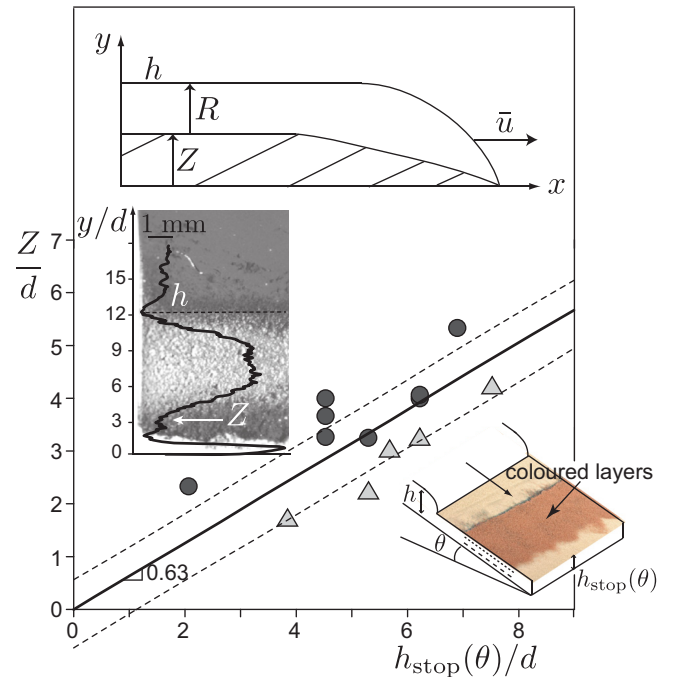 y
h
R
Z
ū
x
y/d
1 mm
Z/d
7
6
5
4
3
2
1
0
15
12
9
6
3
0
h
Z
coloured layers
h
θ
h_stop(θ)
0.63
0 2 4 6 8
h_stop(θ)/d